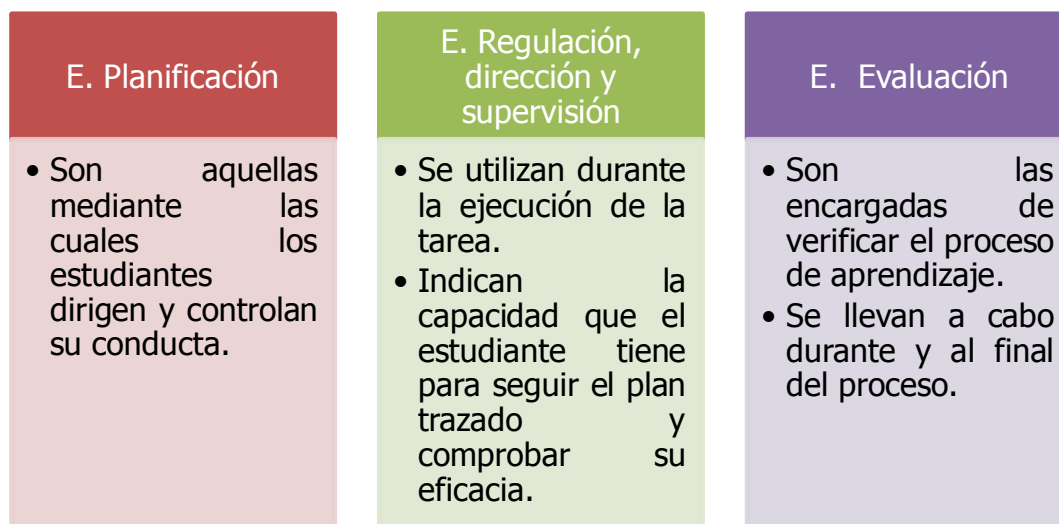 E. Planificación
• Son aquellas
mediante las
cuales los
estudiantes
dirigen y controlan
su conducta.
E. Regulación,
dirección y
supervisión
• Se utilizan durante
la ejecución de la
tarea.
• Indican la
capacidad que el
estudiante tiene
para seguir el plan
trazado y
comprobar su
eficacia.
E. Evaluación
• Son las
encargadas de
verificar el proceso
de aprendizaje.
• Se llevan a cabo
durante y al final
del proceso.